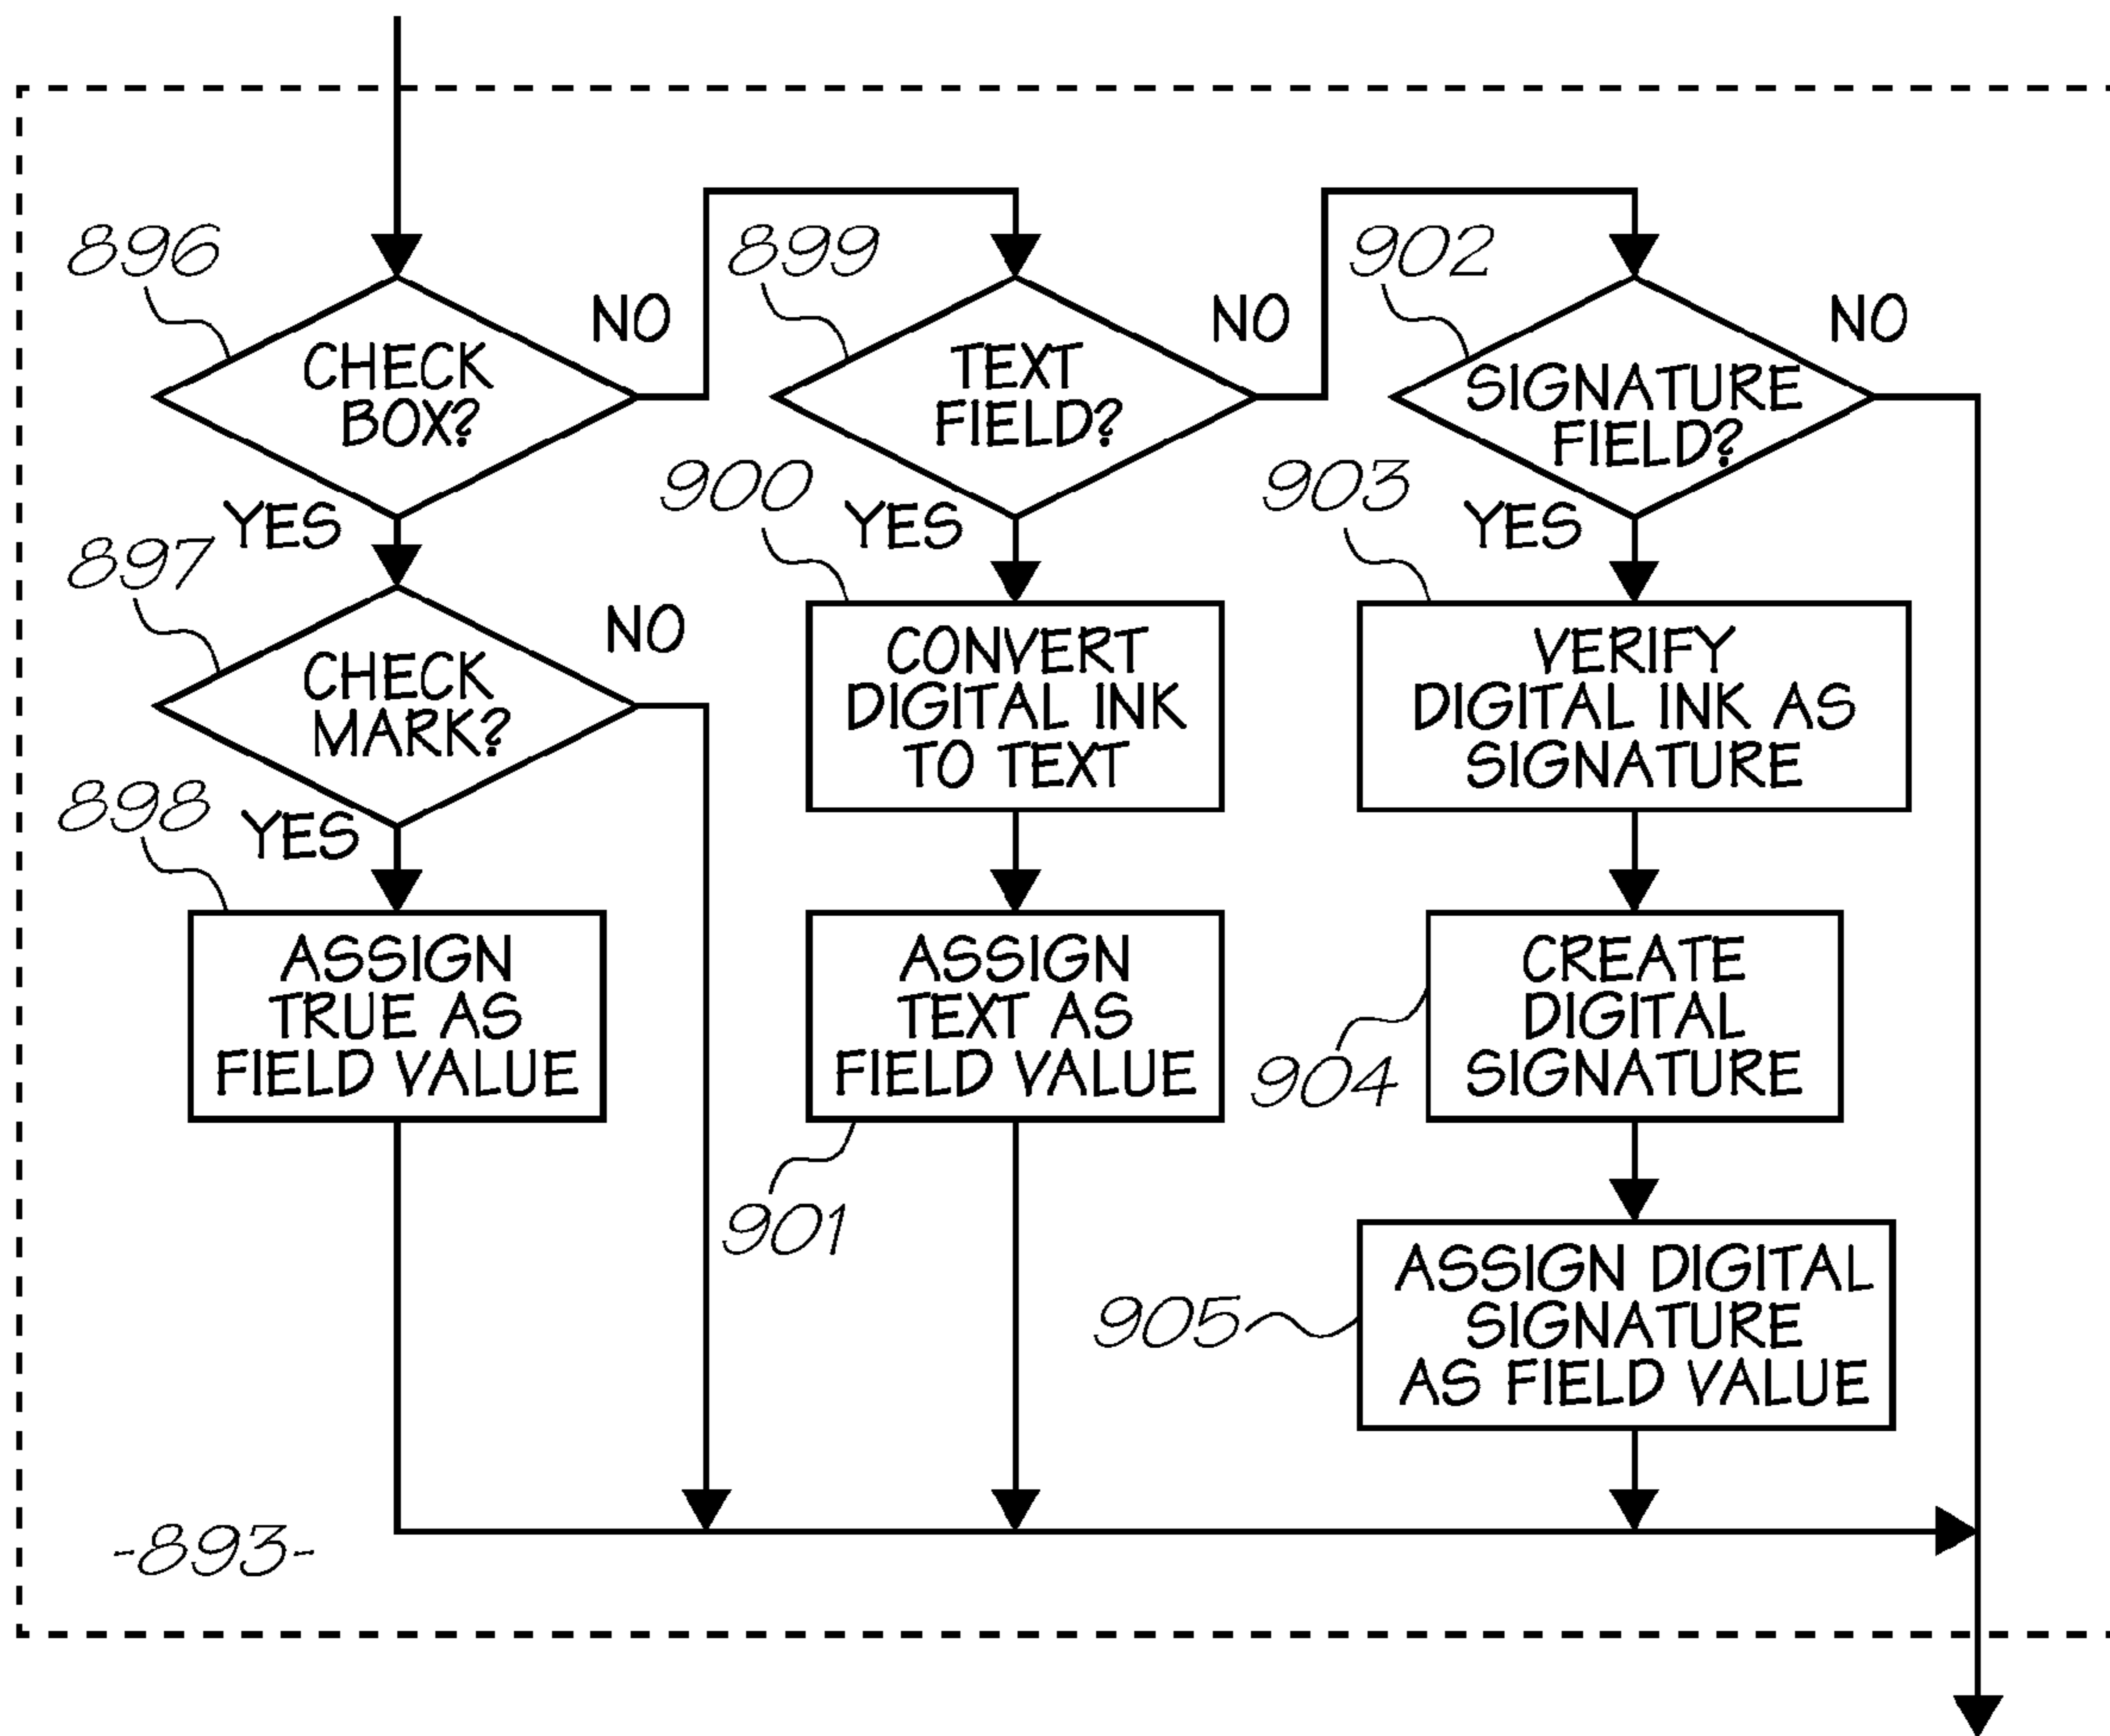 896
CHECK
BOX?
NO
YES
897
CHECK
MARK?
NO
YES
898
ASSIGN
TRUE AS
FIELD VALUE
899
TEXT
FIELD?
NO
YES
900
CONVERT
DIGITAL INK
TO TEXT
ASSIGN
TEXT AS
FIELD VALUE
901
902
SIGNATURE
FIELD?
NO
YES
903
VERIFY
DIGITAL INK AS
SIGNATURE
CREATE
DIGITAL
SIGNATURE
904
ASSIGN DIGITAL
SIGNATURE
AS FIELD VALUE
905
-893-